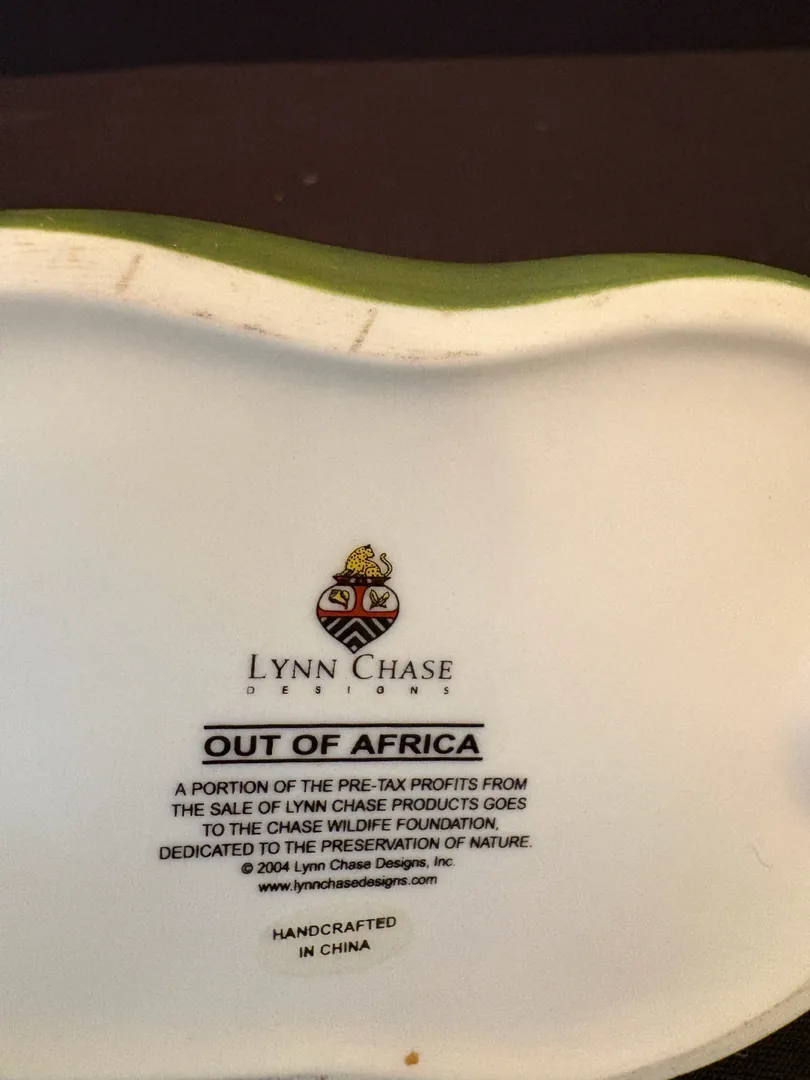 LYNN CHASE
DESIGNS
OUT OF AFRICA
A PORTION OF THE PRE-TAX PROFITS FROM
THE SALE OF LYNN CHASE PRODUCTS GOES
TO THE CHASE WILDIFE FOUNDATION,
DEDICATED TO THE PRESERVATION OF NATURE.
© 2004 Lynn Chase Designs, Inc.
www.lynnchasedesigns.com
HANDCRAFTED
IN CHINA